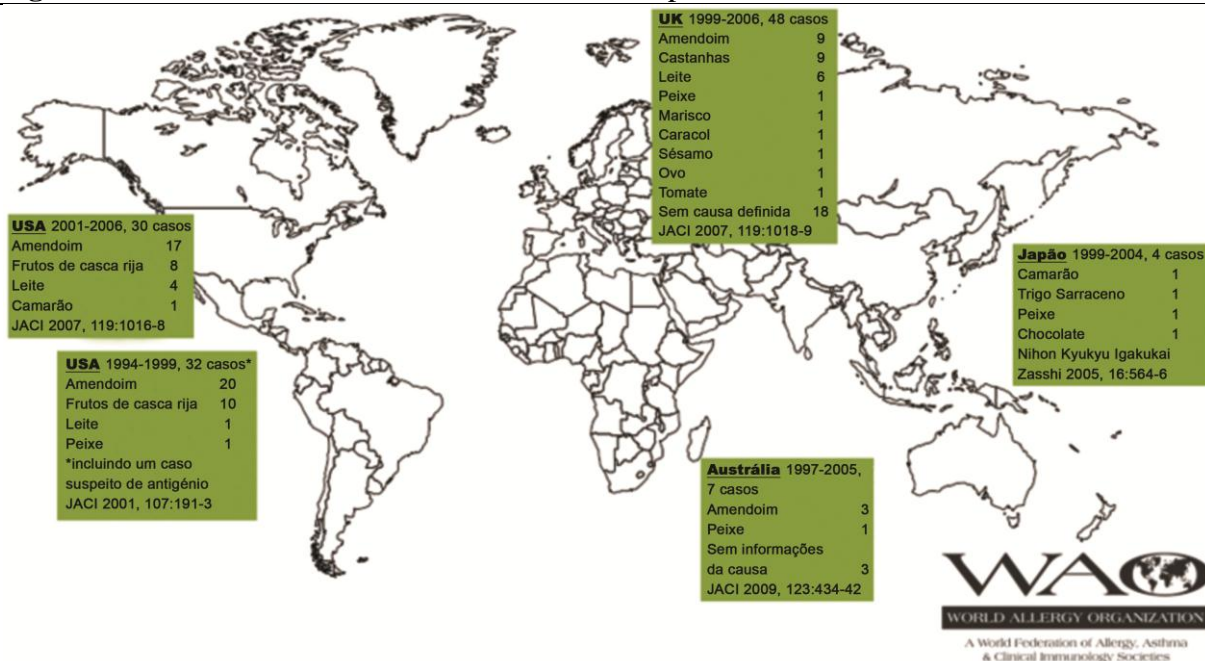 UK 1999-2006, 48 casos
Amendoim 9
Castanhas 9
Leite 6
Peixe 1
Marisco 1
Caracol 1
Sésamo 1
Ovo 1
Tomate 1
Sem causa definida 18
JACI 2007, 119:1018-9
USA 2001-2006, 30 casos
Amendoim 17
Frutos de casca rija 8
Leite 4
Camarão 1
JACI 2007, 119:1016-8
Japão 1999-2004, 4 casos
Camarão 1
Trigo Sarraceno 1
Peixe 1
Chocolate 1
Nihon Kyukyu Igakukai
Zasshi 2005, 16:564-6
USA 1994-1999, 32 casos*
Amendoim 20
Frutos de casca rija 10
Leite 1
Peixe 1
*incluindo um caso
suspeito de antigénio
JACI 2001, 107:191-3
Austrália 1997-2005,
7 casos
Amendoim 3
Peixe 1
Sem informações
da causa 3
JACI 2009, 123:434-42
WAO
WORLD ALLERGY ORGANIZATION
A World Federation of Allergy, Asthma
& Clinical Immunology Societies